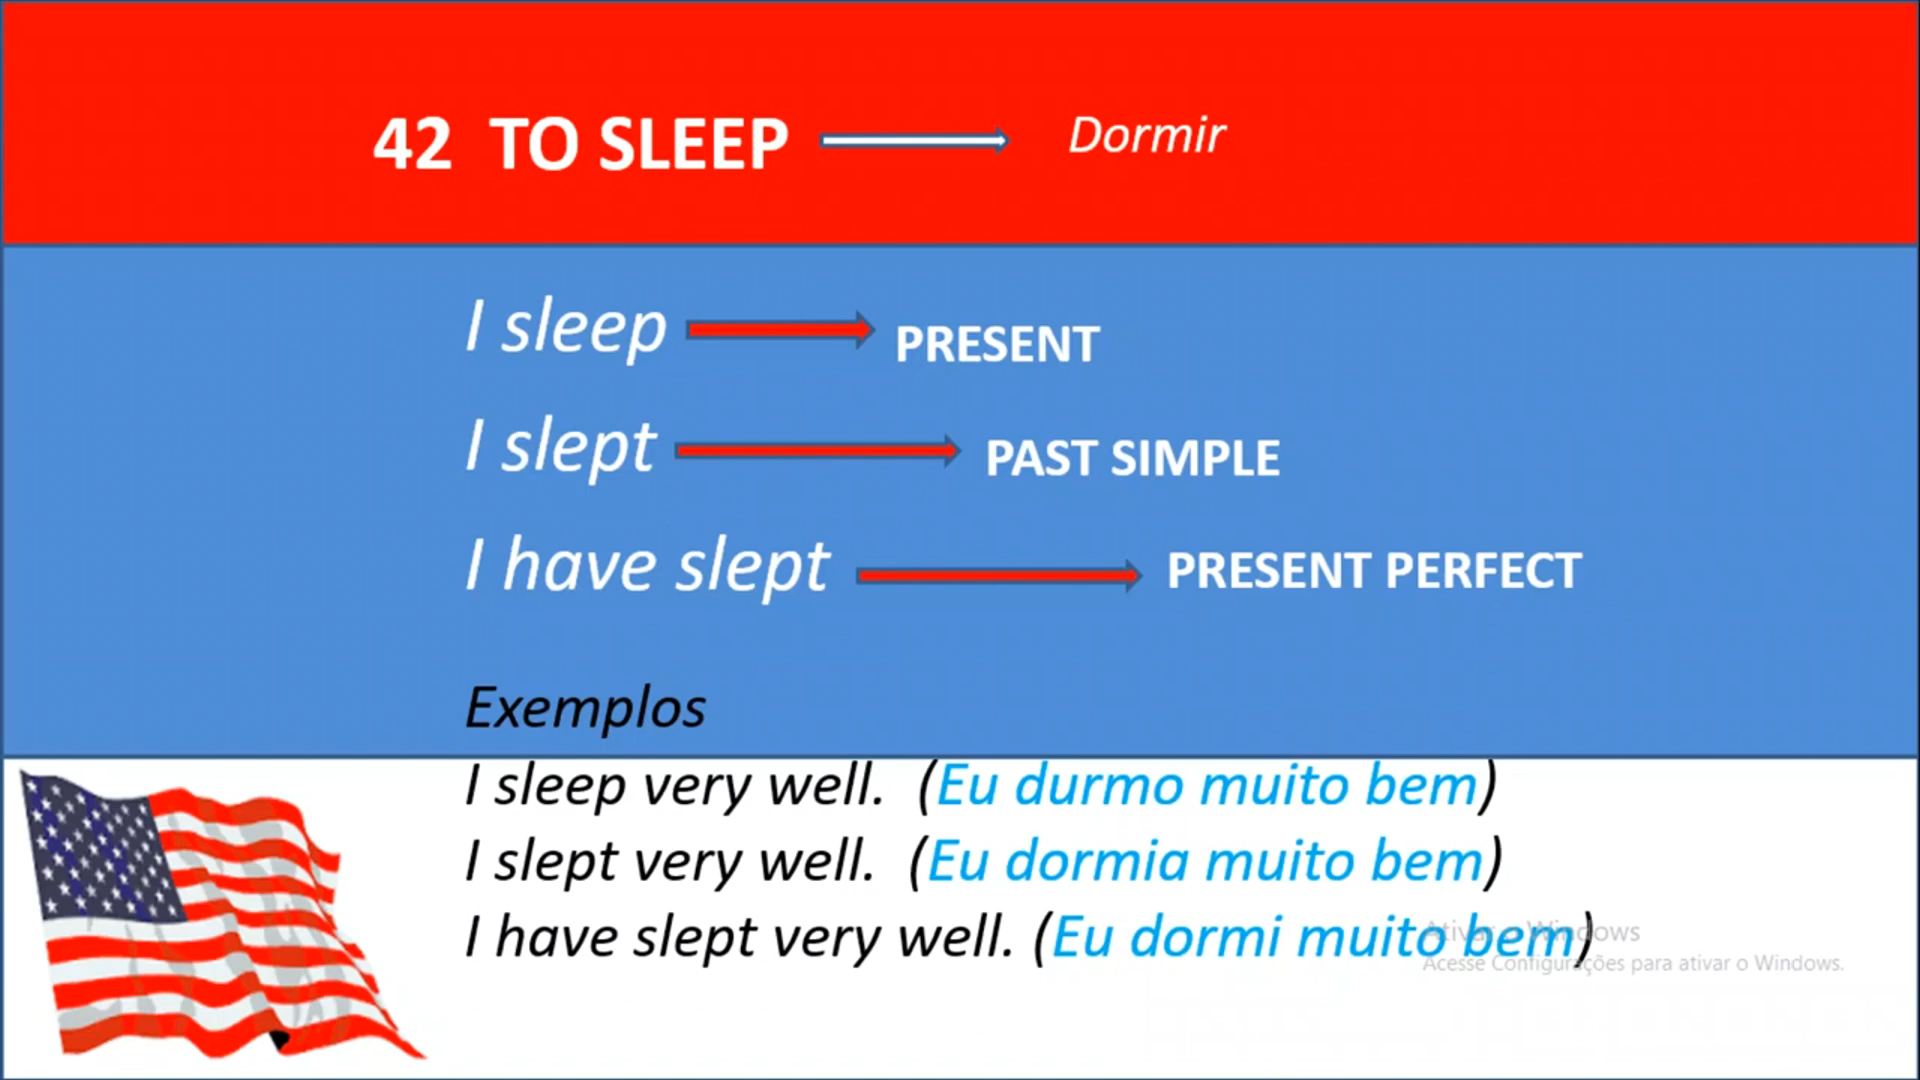 42 TO SLEEP Dormir
I sleep PRESENT
I slept PAST SIMPLE
I have slept PRESENT PERFECT
Exemplos
I sleep very well. (Eu durmo muito bem)
I slept very well. (Eu dormia muito bem)
I have slept very well. (Eu dormi muito bem)
Ativar o Windows
Acesse Configurações para ativar o Windows.